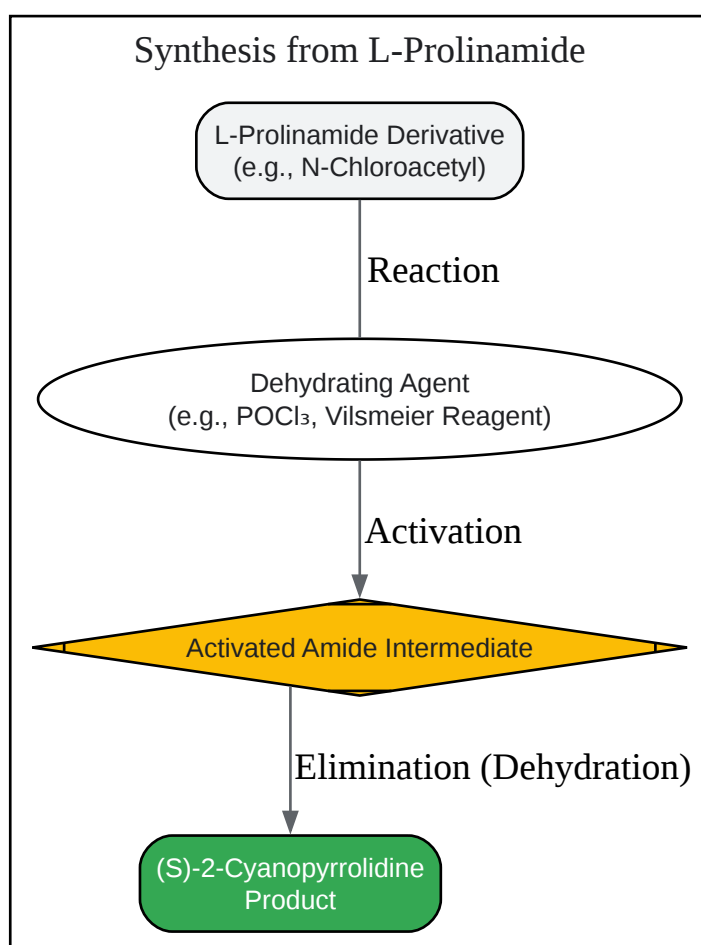 Synthesis from L-Prolinamide
L-Prolinamide Derivative
(e.g., N-Chloroacetyl)
Reaction
Dehydrating Agent
(e.g., POCl₃, Vilsmeier Reagent)
Activation
Activated Amide Intermediate
Elimination (Dehydration)
(S)-2-Cyanopyrrolidine
Product